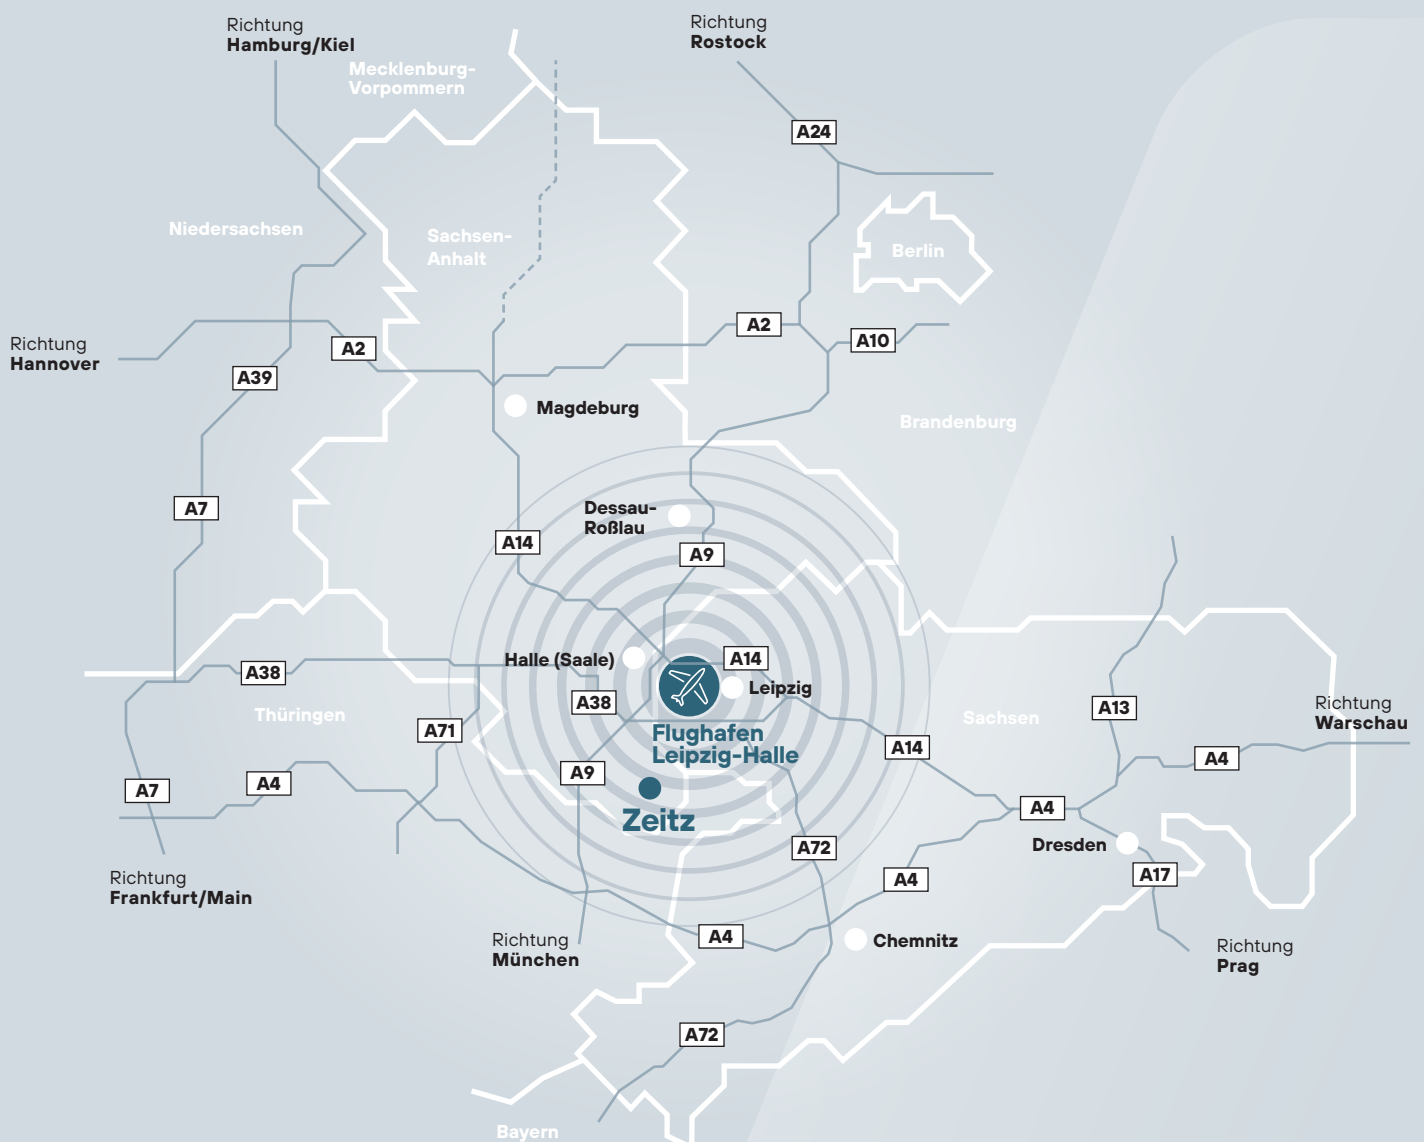 Richtung
Hamburg/Kiel
Richtung
Rostock
Mecklenburg-
Vorpommern
A24
Niedersachsen
Sachsen-
Anhalt
Berlin
Richtung
Hannover
A2
A2
A10
A39
Magdeburg
Brandenburg
A7
Dessau-
Roßlau
A14
A9
Halle (Saale)
A14
A38
Leipzig
A38
Thüringen
A71
Flughafen
Leipzig-Halle
Sachsen
A13
Richtung
Warschau
A14
A4
A7
A4
A9
Zeitz
A4
A72
Dresden
A17
A4
Richtung
Frankfurt/Main
Richtung
München
A4
Chemnitz
Richtung
Prag
A72
Bayern